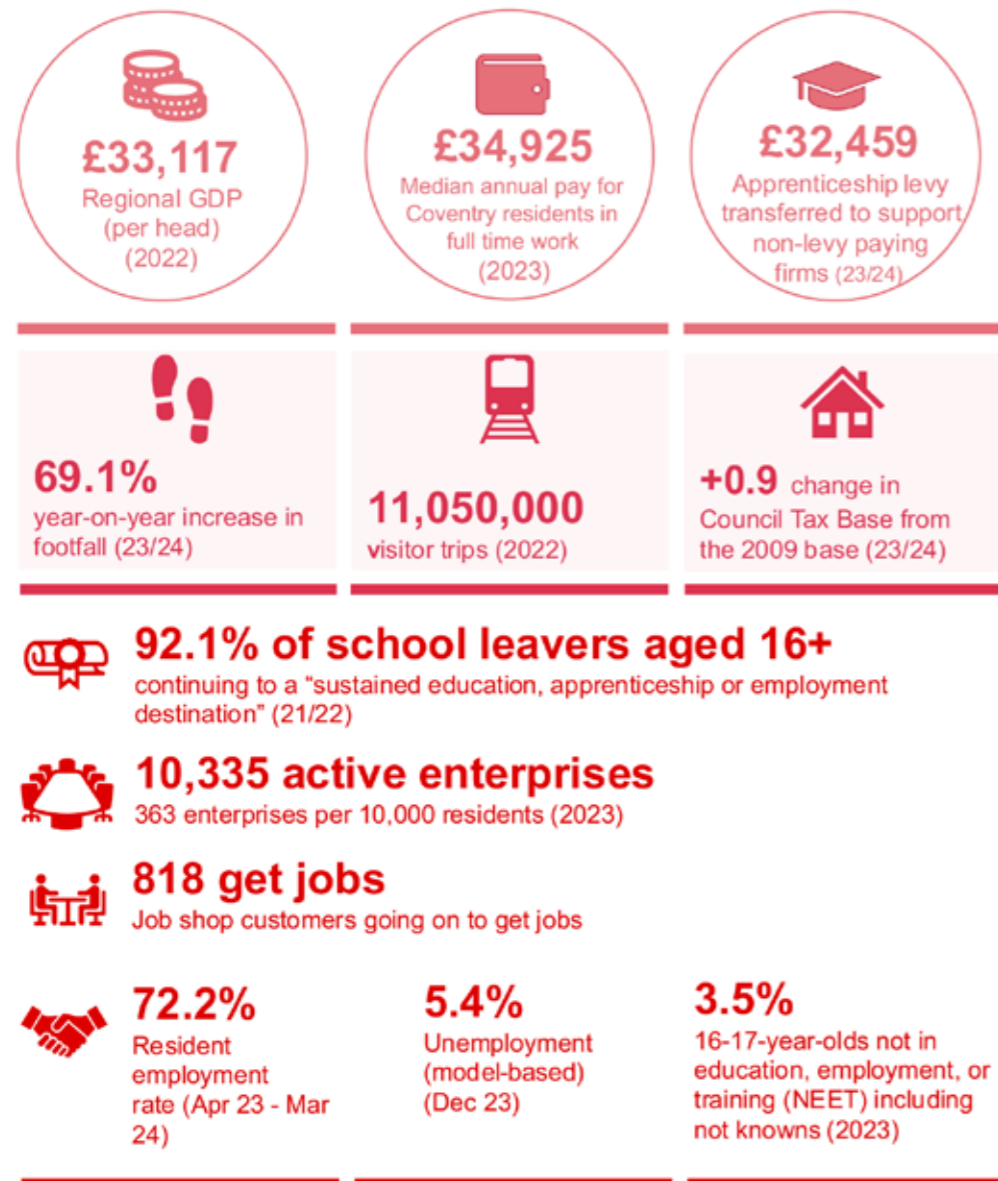 £33,117
Regional GDP
(per head)
(2022)
£34,925
Median annual pay for
Coventry residents in
full time work
(2023)
£32,459
Apprenticeship levy
transferred to support
non-levy paying
firms (23/24)
69.1%
year-on-year increase in
footfall (23/24)
11,050,000
visitor trips (2022)
+0.9 change in
Council Tax Base from
the 2009 base (23/24)
92.1% of school leavers aged 16+
continuing to a “sustained education, apprenticeship or employment
destination” (21/22)
10,335 active enterprises
363 enterprises per 10,000 residents (2023)
818 get jobs
Job shop customers going on to get jobs
72.2%
Resident
employment
rate (Apr 23 - Mar
24)
5.4%
Unemployment
(model-based)
(Dec 23)
3.5%
16-17-year-olds not in
education, employment, or
training (NEET) including
not knowns (2023)